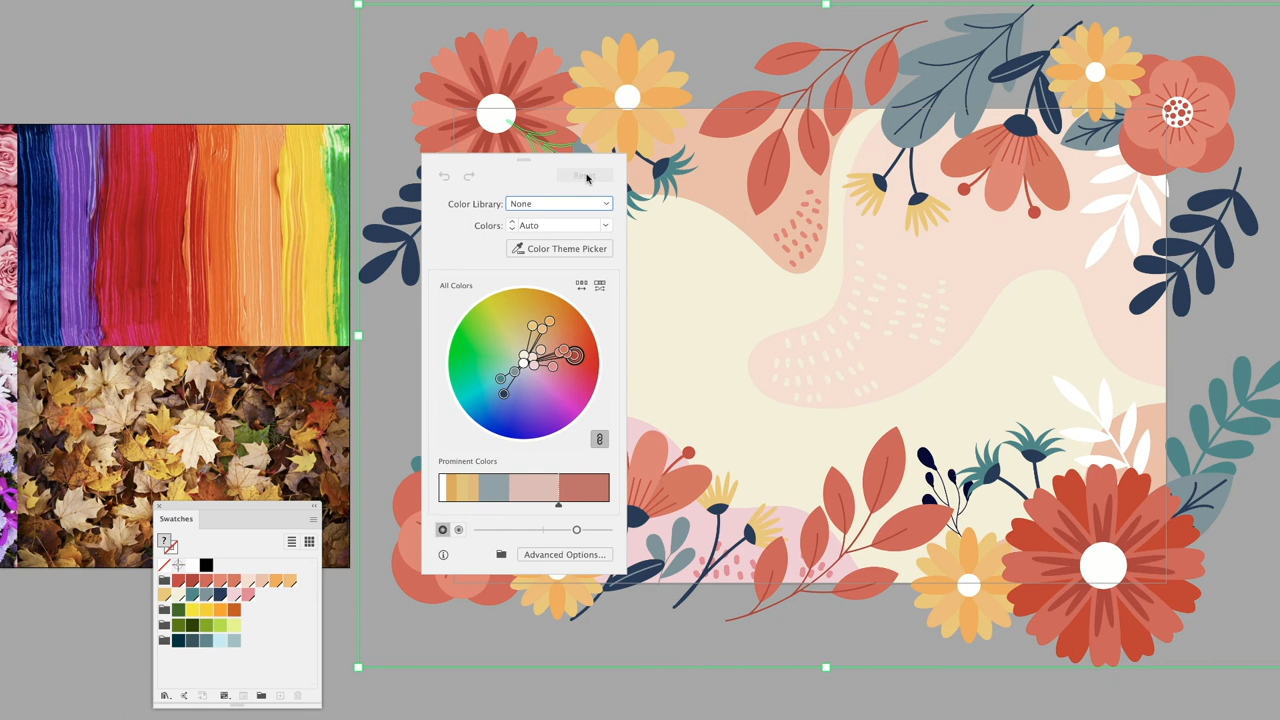 Color Library: None
Colors: Auto
Color Theme Picker
All Colors
Prominent Colors
Advanced Options...
Swatches
?